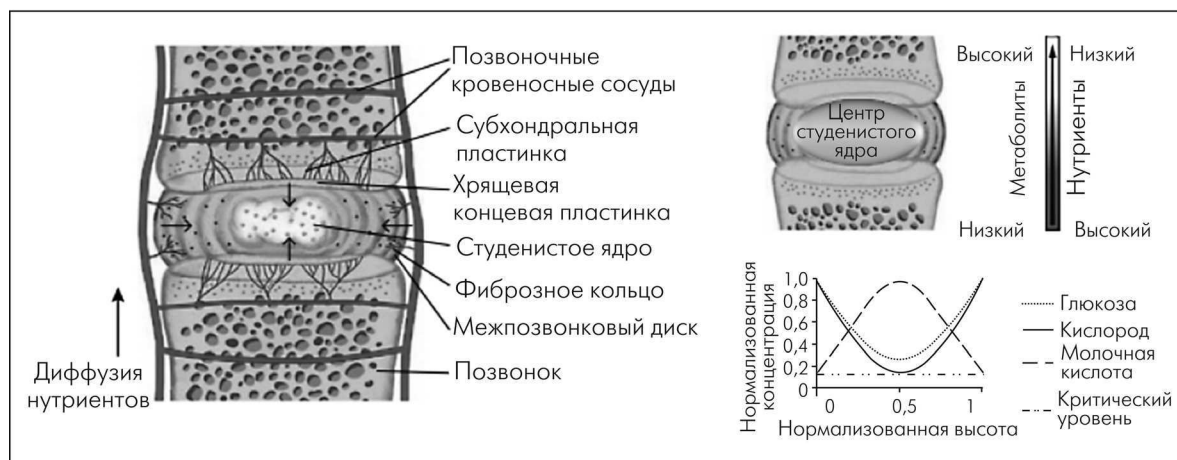 Позвоночные
кровеносные сосуды
Субхондральная
пластинка
Хрящевая
концевая пластинка
Студенистое ядро
Фиброзное кольцо
Межпозвонковый диск
Позвонок
Диффузия
нутриентов
Центр
студенистого
ядра
Высокий
Низкий
Метаболиты
Нутриенты
Низкий
Высокий
Нормализованная
концентрация
1,0
0,8
0,6
0,4
0,2
0
0
0,5
1
Нормализованная высота
Глюкоза
Кислород
Молочная
кислота
Критический
уровень